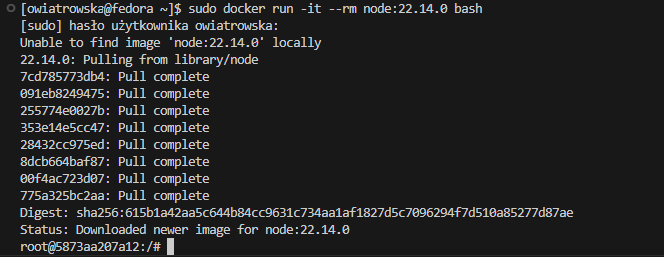 [owiatrowska@fedora ~]$ sudo docker run -it --rm node:22.14.0 bash
[sudo] hasło użytkownika owiatrowska:
Unable to find image 'node:22.14.0' locally
22.14.0: Pulling from library/node
7cd785773db4: Pull complete
091eb8249475: Pull complete
255774e0027b: Pull complete
353e14e5cc47: Pull complete
28432cc975ed: Pull complete
8dcb664baf87: Pull complete
00f4ac723d07: Pull complete
775a325bc2aa: Pull complete
Digest: sha256:615b1a42aa5c644b84cc9631c734aa1af1827d5c7096294f7d510a85277d87ae
Status: Downloaded newer image for node:22.14.0
root@5873aa207a12:/#